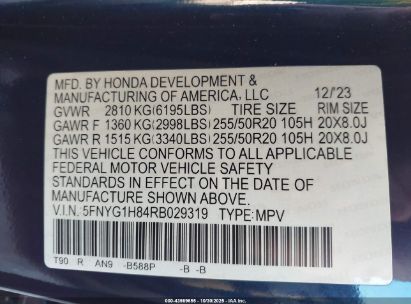 MFD. BY HONDA DEVELOPMENT &
MANUFACTURING OF AMERICA, LLC 12/'23
GVWR 2810 KG(6195LBS) TIRE SIZE RIM SIZE
GAWR F 1360 KG(2998LBS) 255/50R20 105H 20X8.0J
GAWR R 1515 KG(3340LBS) 255/50R20 105H 20X8.0J
THIS VEHICLE CONFORMS TO ALL APPLICABLE
FEDERAL MOTOR VEHICLE SAFETY
STANDARDS IN EFFECT ON THE DATE OF
MANUFACTURE SHOWN ABOVE.
V.I.N.:5FNYG1H84RB029319 TYPE:MPV
T90 R AN9 -B588P -B -B